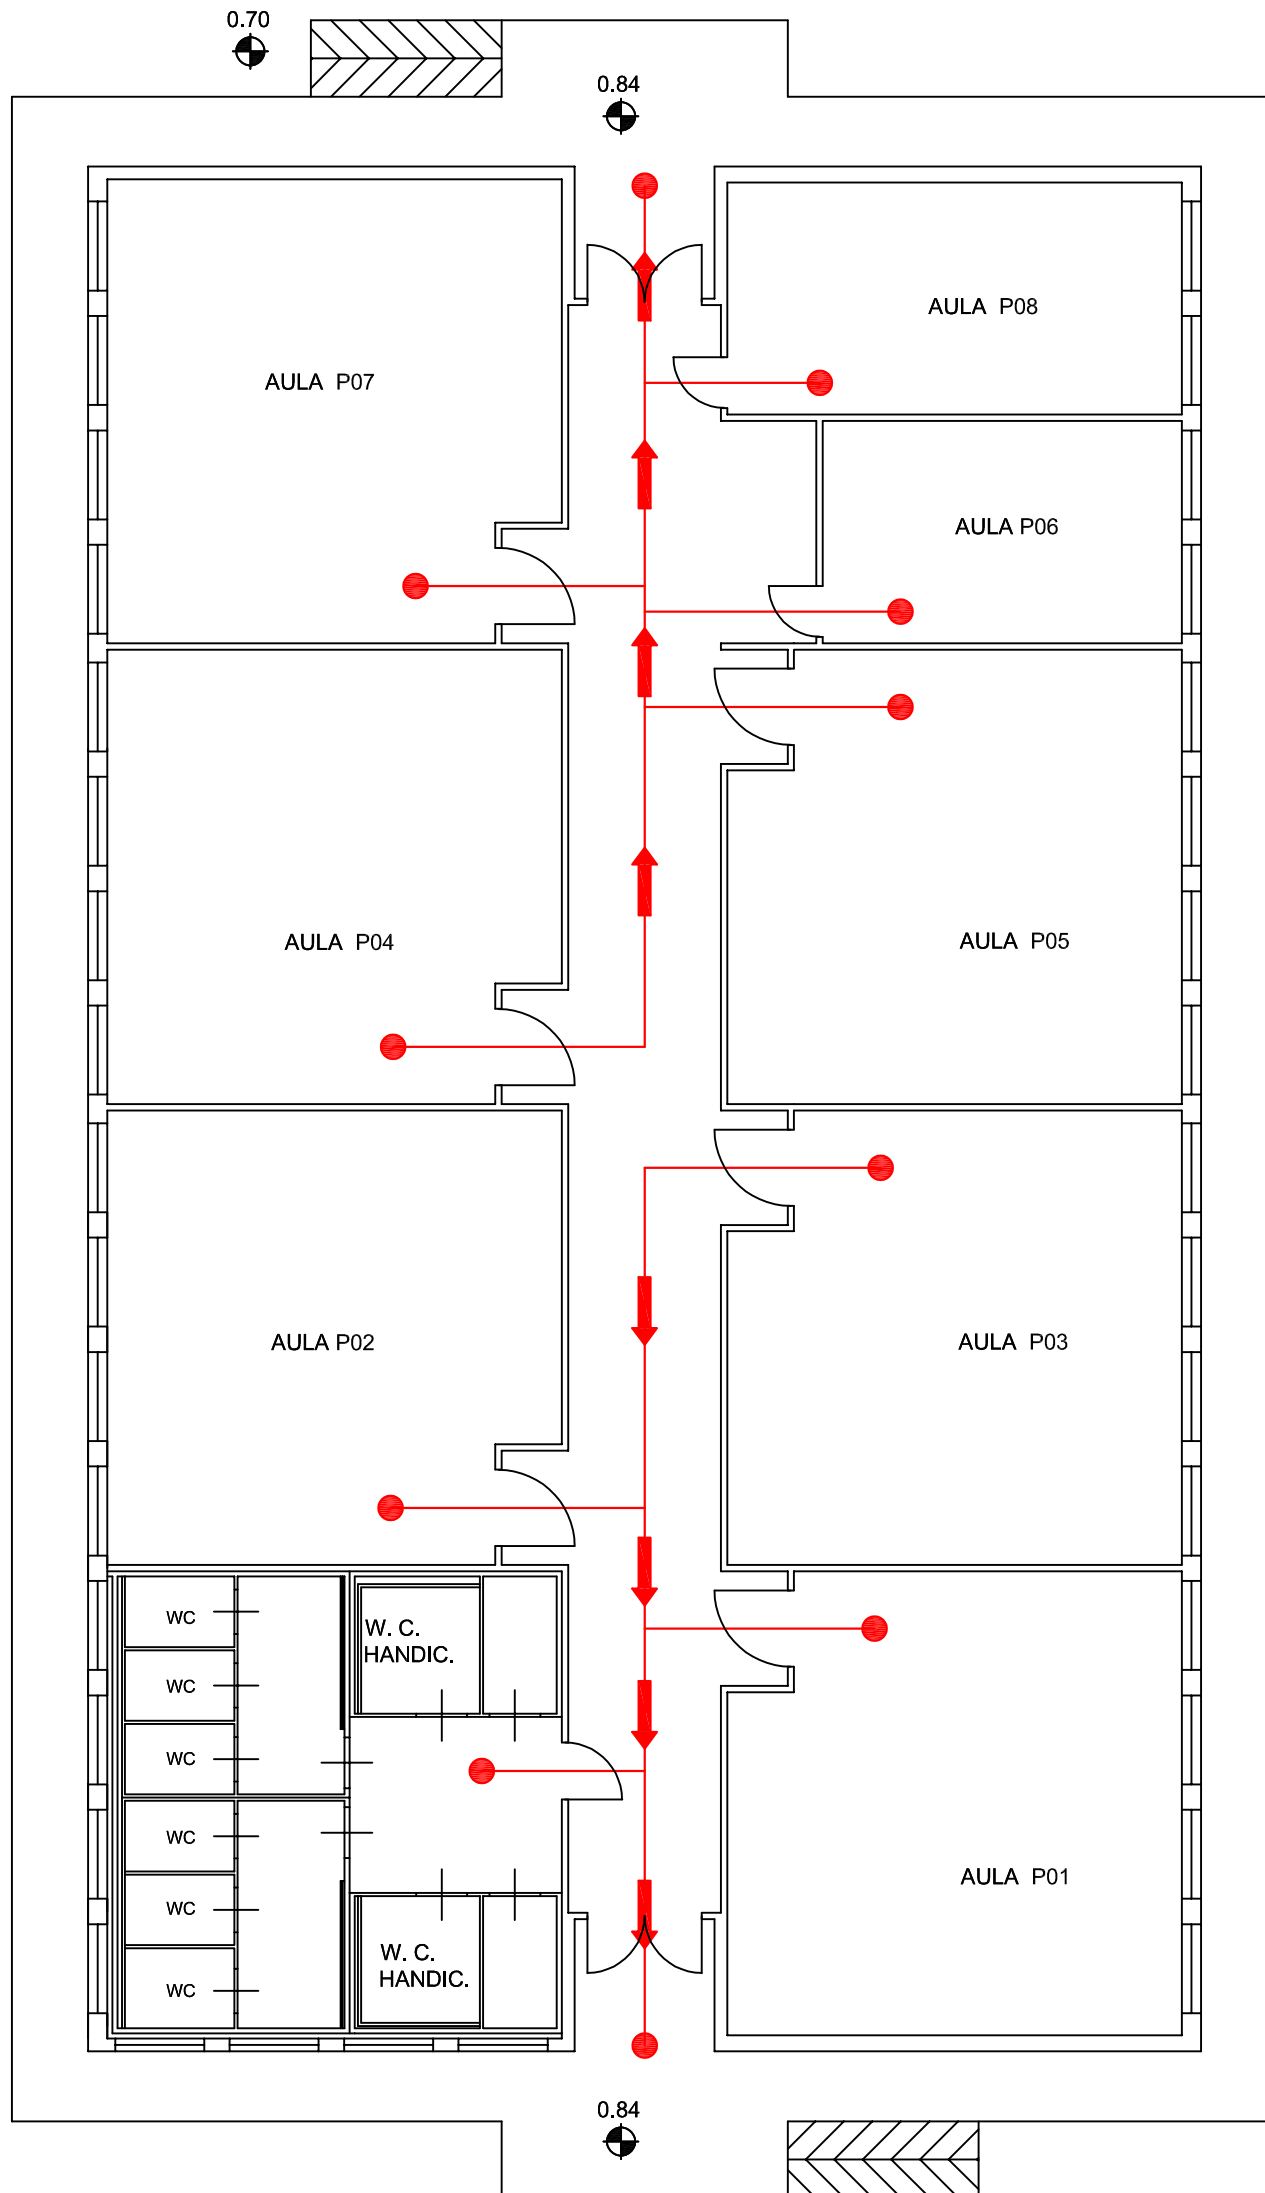 0.70
0.84
AULA P08
AULA P07
AULA P06
AULA P04
AULA P05
AULA P02
AULA P03
WC
W. C.
HANDIC.
WC
WC
WC
AULA P01
WC
W. C.
HANDIC.
WC
0.84